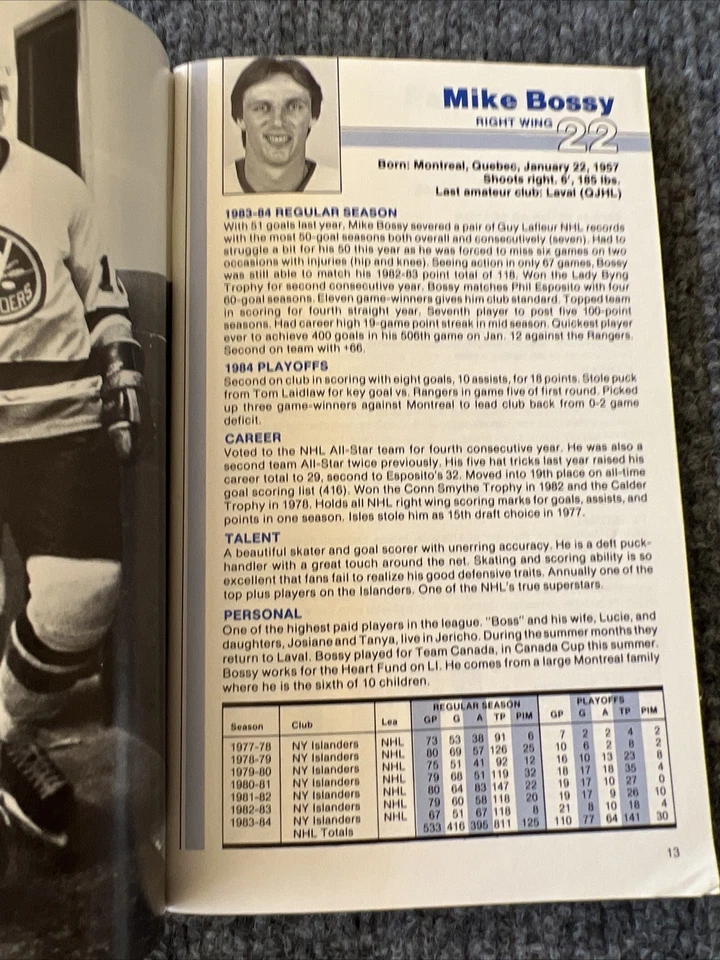 DERS
1
Mike Bossy
RIGHT WING
22
Born: Montreal, Quebec, January 22, 1957
Shoots right, 6', 185 lbs.
Last amateur club: Laval (QJHL)
1983-84 REGULAR SEASON
With 51 goals last year, Mike Bossy severed a pair of Guy Lafleur NHL records
with the most 50-goal seasons both overall and consecutively (seven). Had to
struggle a bit for his 50 this year as he was forced to miss six games on two
occasions with injuries (hip and knee). Seeing action in only 67 games, Bossy
was still able to match his 1982-83 point total of 118. Won the Lady Byng
Trophy for second consecutive year. Bossy matches Phil Esposito with four
60-goal seasons. Eleven game-winners gives him club standard. Topped team
in scoring for fourth straight year. Seventh player to post five 100-point
seasons. Had career high 19-game point streak in mid season. Quickest player
ever to achieve 400 goals in his 506th game on Jan. 12 against the Rangers.
Second on team with +66.
1984 PLAYOFFS
Second on club in scoring with eight goals, 10 assists, for 18 points. Stole puck
from Tom Laidlaw for key goal vs. Rangers in game five of first round. Picked
up three game-winners against Montreal to lead club back from 0-2 game
deficit.
CAREER
Voted to the NHL All-Star team for fourth consecutive year. He was also a
second team All-Star twice previously. His five hat tricks last year raised his
career total to 29, second to Esposito's 32. Moved into 19th place on all-time
goal scoring list (416). Won the Conn Smythe Trophy in 1982 and the Calder
Trophy in 1978. Holds all NHL right wing scoring marks for goals, assists, and
points in one season. Isles stole him as 15th draft choice in 1977.
TALENT
A beautiful skater and goal scorer with unerring accuracy. He is a deft puck-
handler with a great touch around the net. Skating and scoring ability is so
excellent that fans fail to realize his good defensive traits. Annually one of the
top plus players on the Islanders. One of the NHL's true superstars.
PERSONAL
One of the highest paid players in the league. "Boss" and his wife, Lucie, and
daughters, Josiane and Tanya, live in Jericho. During the summer months they
return to Laval. Bossy played for Team Canada, in Canada Cup this summer.
Bossy works for the Heart Fund on LI. He comes from a large Montreal family
where he is the sixth of 10 children.
REGULAR SEASON PLAYOFFS
Season Club Lea GP G A TP PIM GP G A TP PIM
1977-78 NY Islanders NHL 73 53 38 91 6 7 2 2 4 2
1978-79 NY Islanders NHL 80 69 57 126 25 10 6 2 8 2
1979-80 NY Islanders NHL 75 51 41 92 12 16 10 13 23 8
1980-81 NY Islanders NHL 79 68 51 119 32 18 17 18 35 4
1981-82 NY Islanders NHL 80 64 83 147 22 19 17 10 27 0
1982-83 NY Islanders NHL 79 60 58 118 20 19 17 9 26 10
1983-84 NY Islanders NHL 67 51 67 118 8 21 8 10 18 4
NHL Totals 533 416 395 811 125 110 77 64 141 30
13